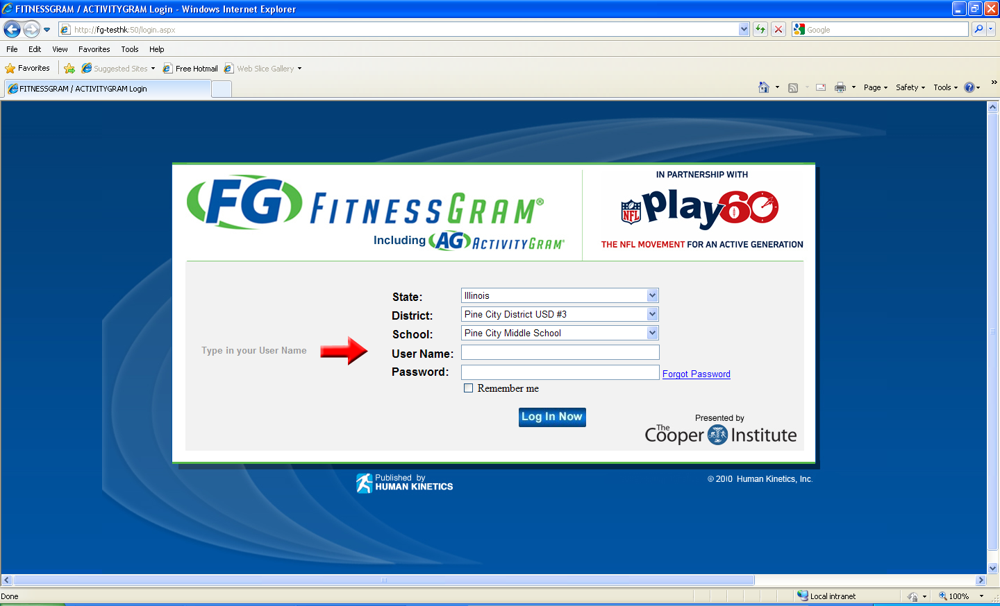 FITNESSGRAM / ACTIVITYGRAM Login - Windows Internet Explorer
http://fg-testhk:50/login.aspx
Google
File Edit View Favorites Tools Help
Favorites Suggested Sites Free Hotmail Web Slice Gallery
FITNESSGRAM / ACTIVITYGRAM Login
Page Safety Tools »
FG FITNESSGRAM®
Including AG ACTIVITYGRAM®
IN PARTNERSHIP WITH
NFL play60
THE NFL MOVEMENT FOR AN ACTIVE GENERATION
State: Illinois
District: Pine City District USD #3
School: Pine City Middle School
Type in your User Name
User Name:
Password: Forgot Password
Remember me
Log In Now
Presented by
The Cooper Institute
Published by
HUMAN KINETICS
© 2010 Human Kinetics, Inc.
Done Local intranet 100%